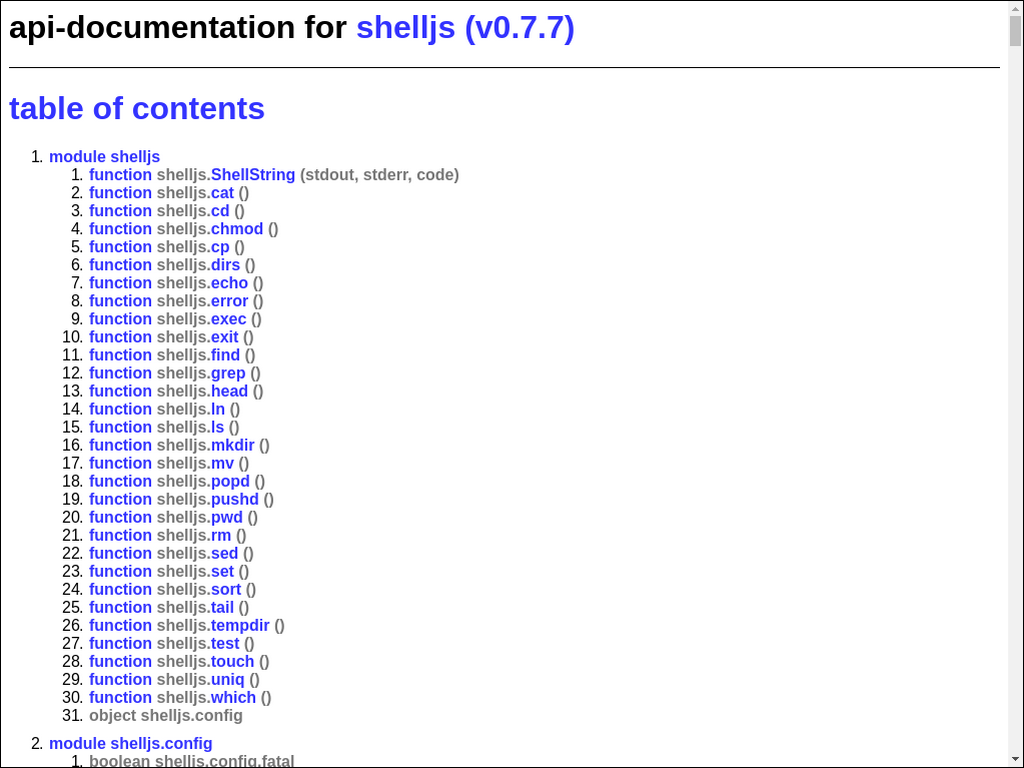 api-documentation for shelljs (v0.7.7)
table of contents
1. module shelljs
1. function shelljs.ShellString (stdout, stderr, code)
2. function shelljs.cat ()
3. function shelljs.cd ()
4. function shelljs.chmod ()
5. function shelljs.cp ()
6. function shelljs.dirs ()
7. function shelljs.echo ()
8. function shelljs.error ()
9. function shelljs.exec ()
10. function shelljs.exit ()
11. function shelljs.find ()
12. function shelljs.grep ()
13. function shelljs.head ()
14. function shelljs.ln ()
15. function shelljs.ls ()
16. function shelljs.mkdir ()
17. function shelljs.mv ()
18. function shelljs.popd ()
19. function shelljs.pushd ()
20. function shelljs.pwd ()
21. function shelljs.rm ()
22. function shelljs.sed ()
23. function shelljs.set ()
24. function shelljs.sort ()
25. function shelljs.tail ()
26. function shelljs.tempdir ()
27. function shelljs.test ()
28. function shelljs.touch ()
29. function shelljs.uniq ()
30. function shelljs.which ()
31. object shelljs.config
2. module shelljs.config
1. boolean shelljs.config.fatal